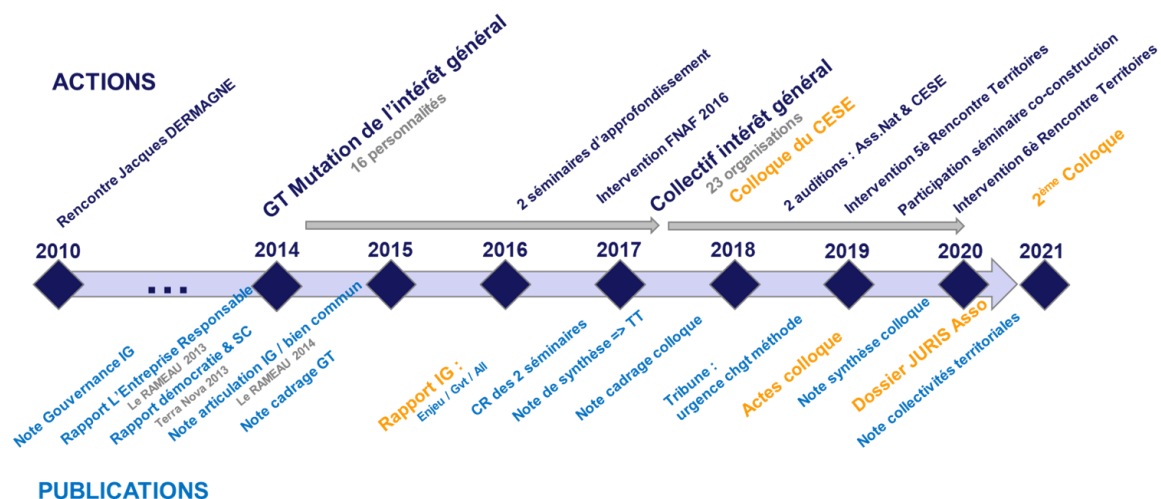 ACTIONS
Rencontre Jacques DERMAGNE
GT Mutation de l'intérêt général
16 personnalités
2 séminaires d'approfondissement
Intervention FNAF 2016
Collectif intérêt général
23 organisations
Colloque du CESE
2 auditions : Ass.Nat & CESE
Intervention 5è Rencontre Territoires
Participation séminaire co-construction
Intervention 6è Rencontre Territoires
2ème Colloque
2010
2014
2015
2016
2017
2018
2019
2020
2021
...
Note Gouvernance IG
Rapport L'Entreprise Responsable
Le RAMEAU 2013
Rapport démocratie & SC
Terra Nova 2013
Note articulation IG / bien commun
Le RAMEAU 2014
Note cadrage GT
Rapport IG :
Enjeu / Gvt / All
CR des 2 séminaires
Note de synthèse => TT
Note cadrage colloque
Tribune :
urgence chgt méthode
Actes colloque
Note synthèse colloque
Dossier JURIS Asso
Note collectivités territoriales
PUBLICATIONS